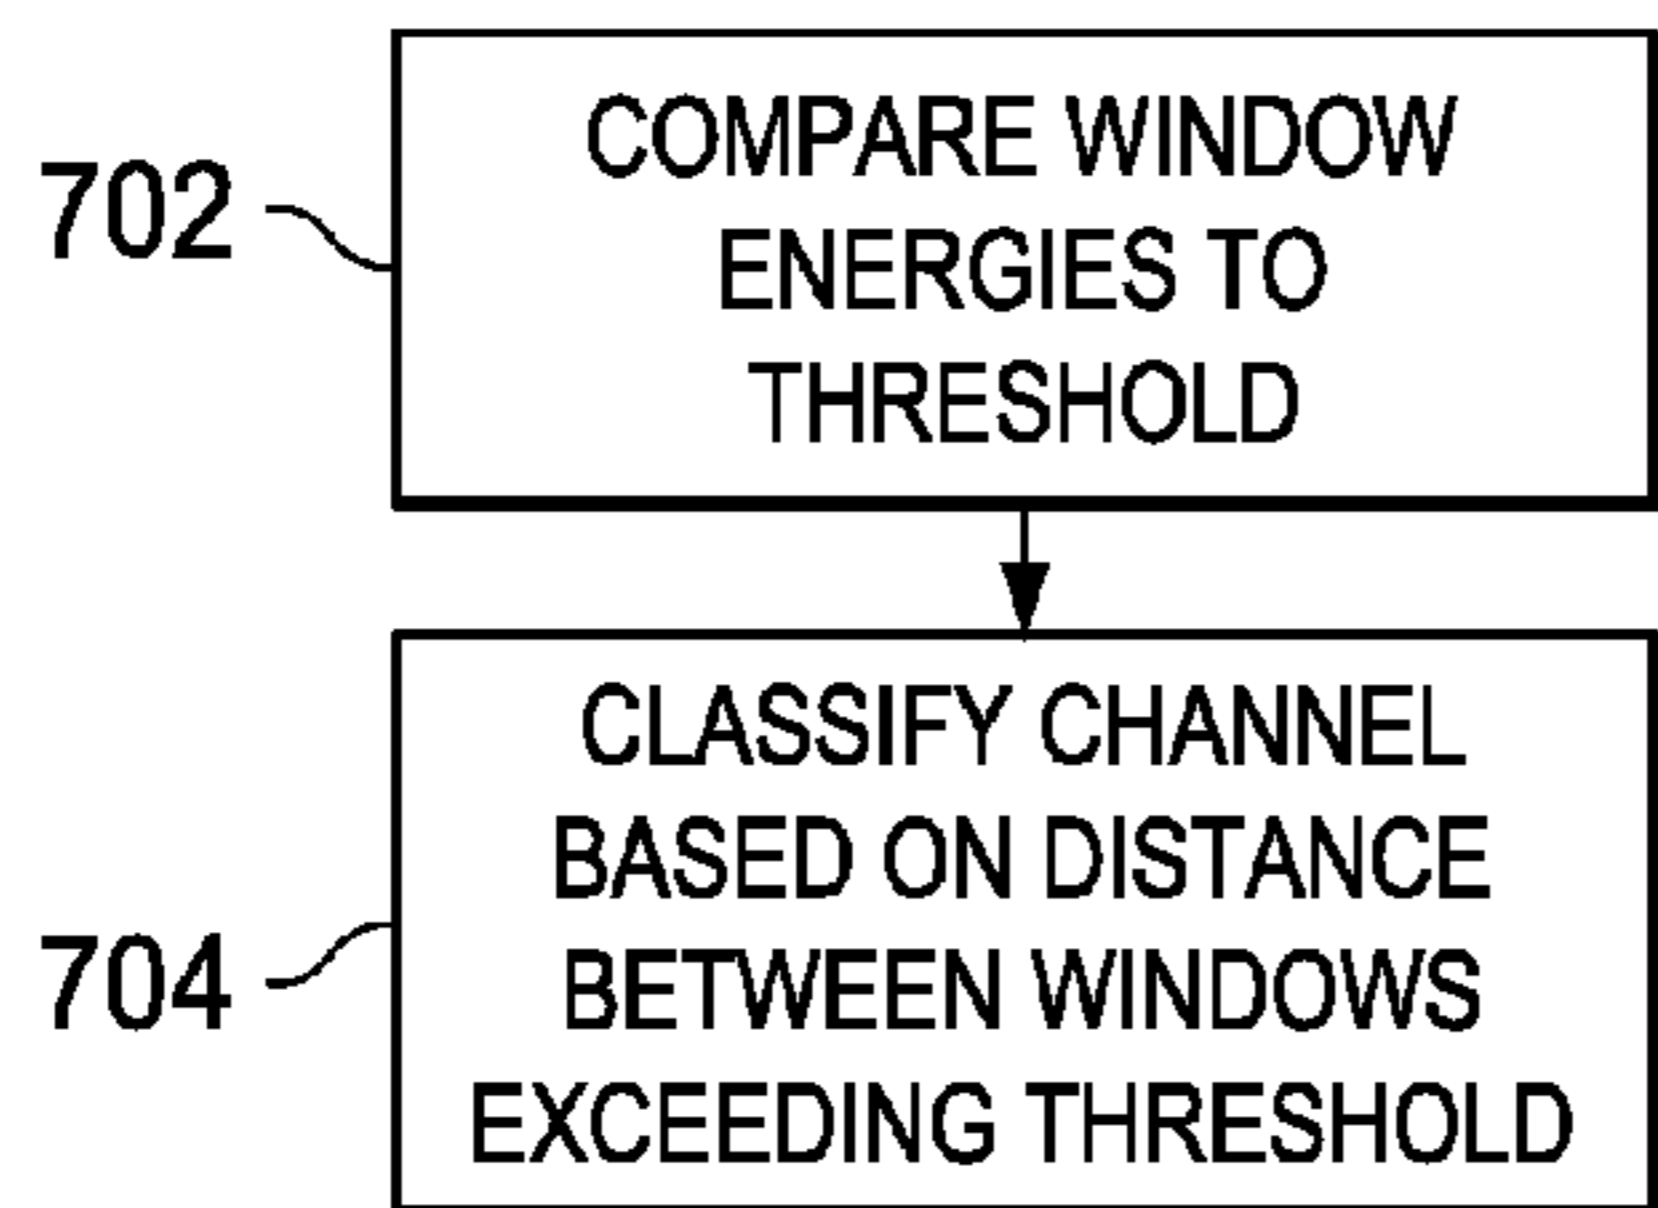 702
COMPARE WINDOW
ENERGIES TO
THRESHOLD
704
CLASSIFY CHANNEL
BASED ON DISTANCE
BETWEEN WINDOWS
EXCEEDING THRESHOLD